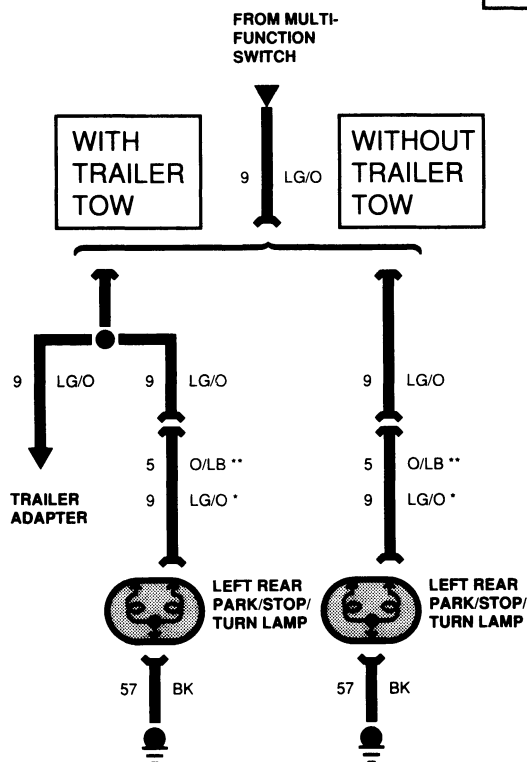 FROM MULTI-
FUNCTION
SWITCH
WITH
TRAILER
TOW
9 LG/O
WITHOUT
TRAILER
TOW
9 LG/O
9 LG/O
9 LG/O
5 O/LB **
9 LG/O *
5 O/LB **
9 LG/O *
TRAILER
ADAPTER
LEFT REAR
PARK/STOP/
TURN LAMP
LEFT REAR
PARK/STOP/
TURN LAMP
57 BK
57 BK